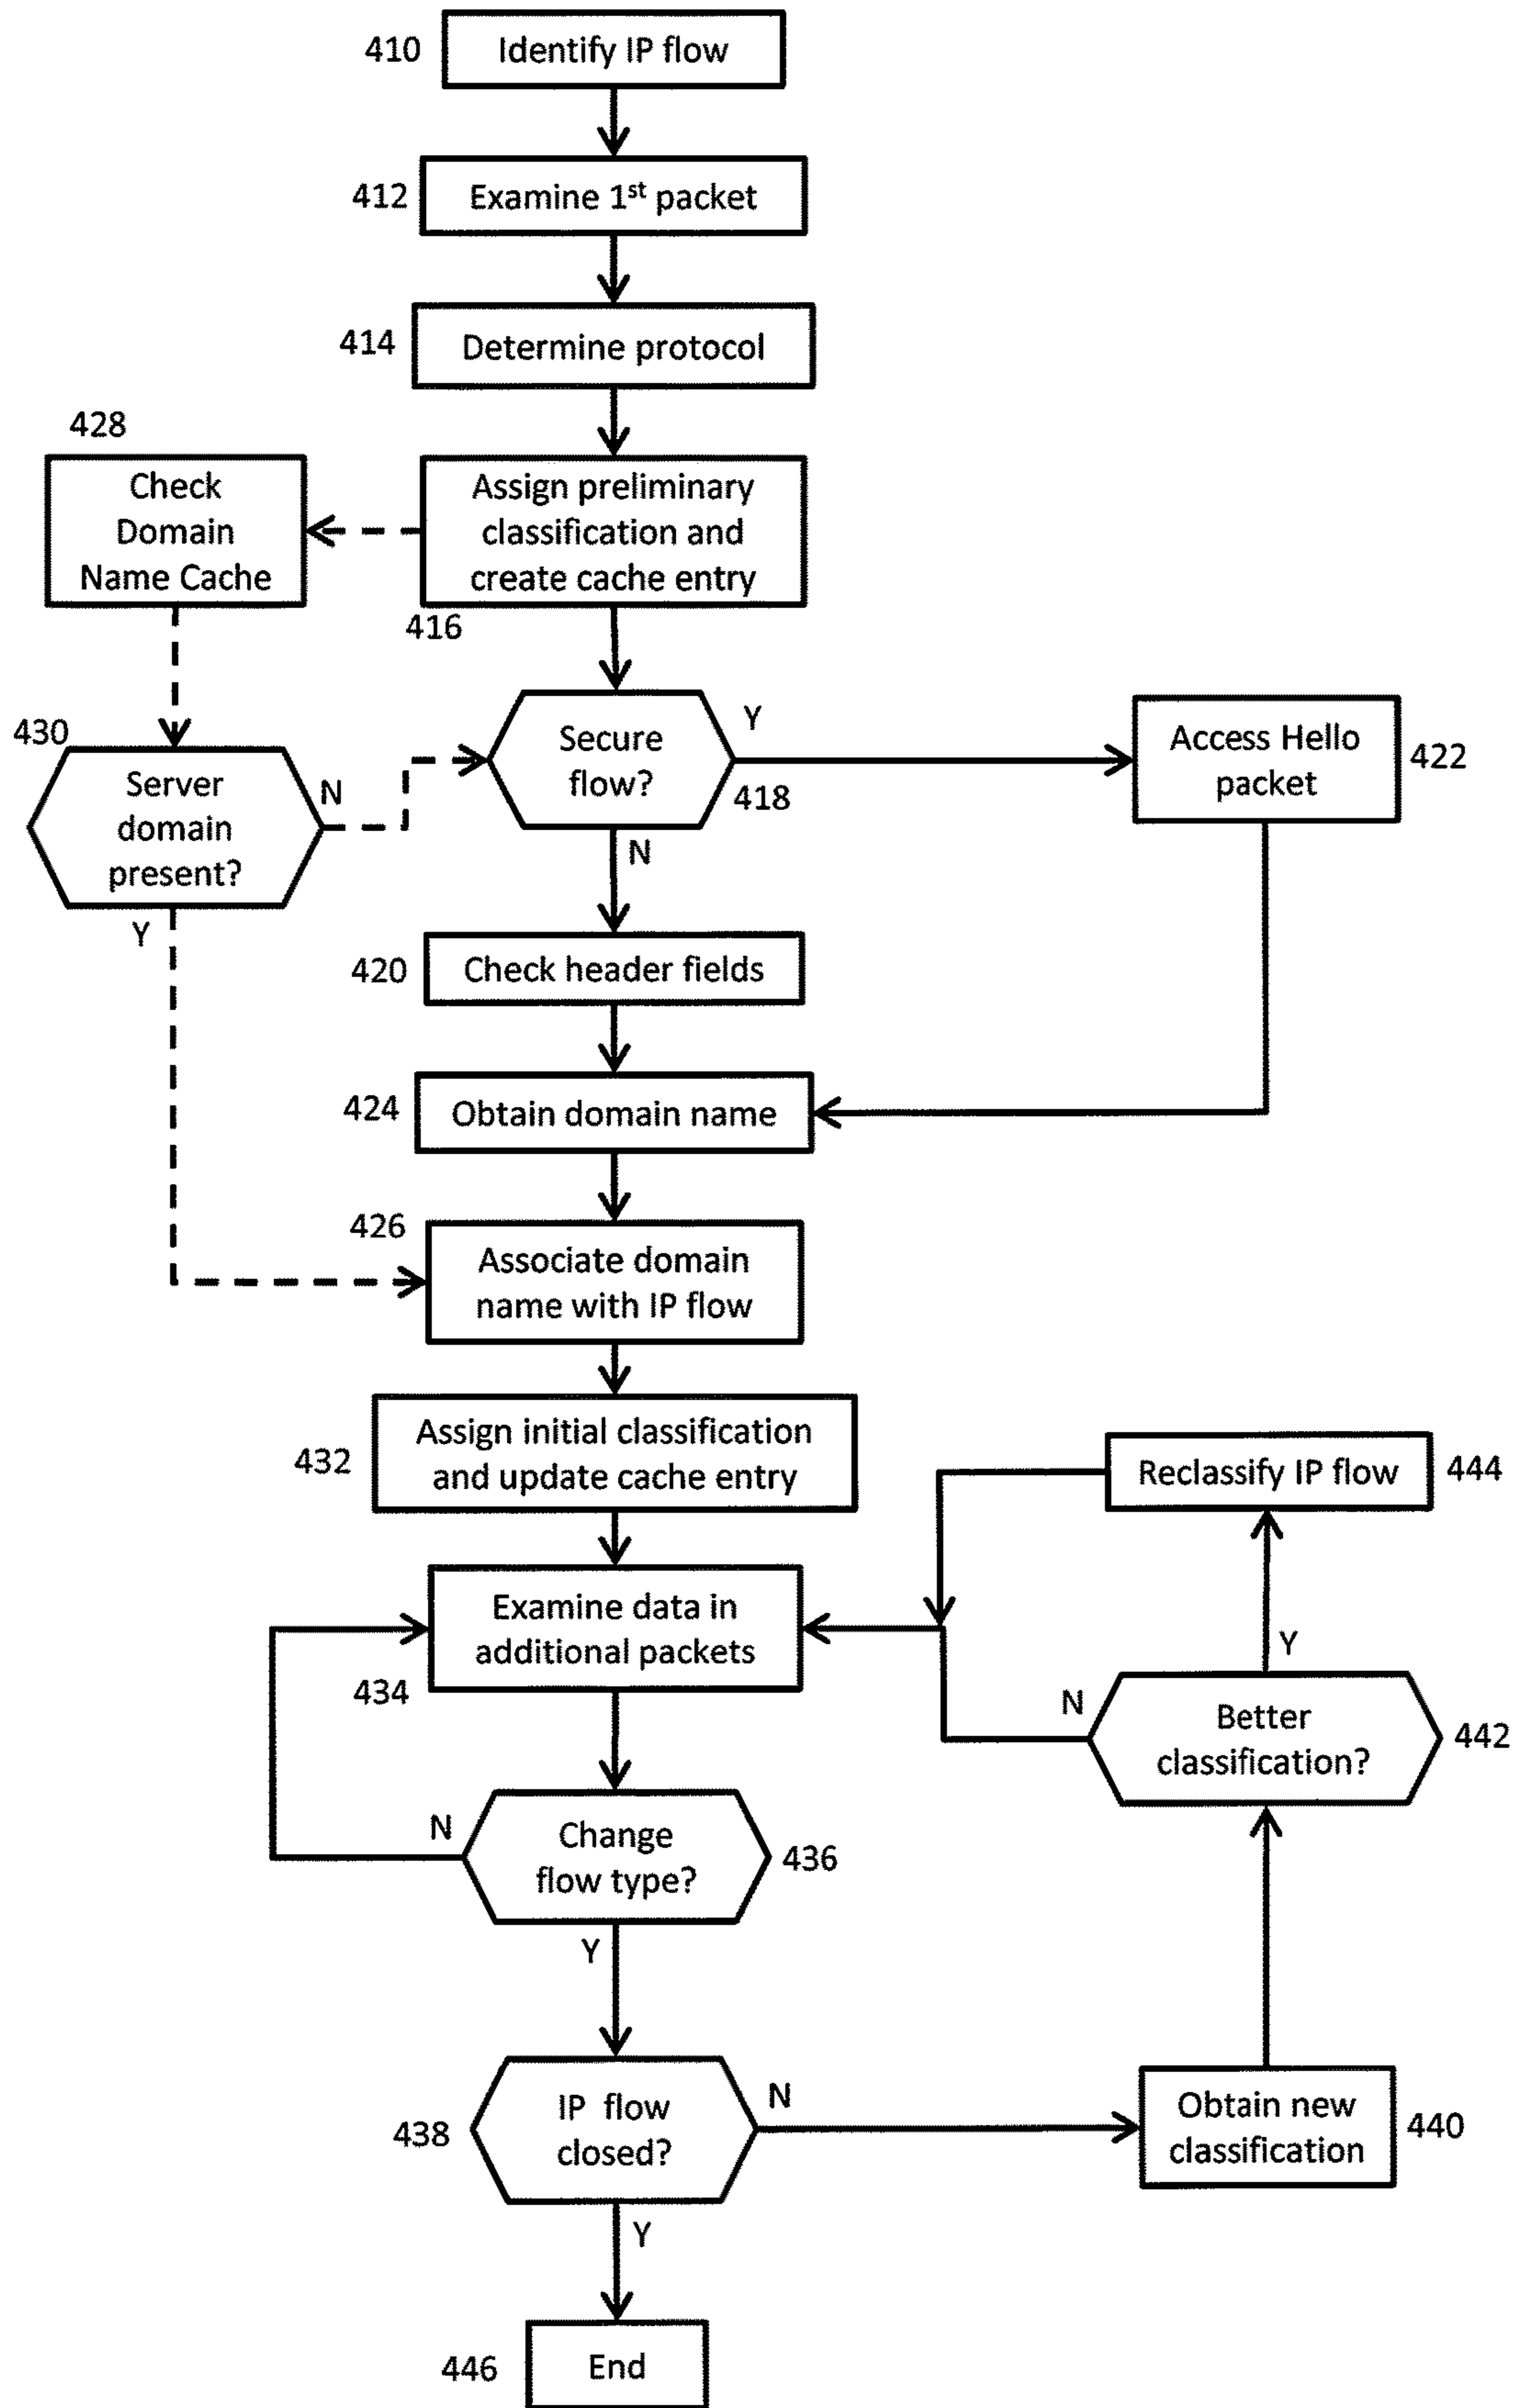 410
Identify IP flow
412
Examine 1st packet
414
Determine protocol
428
Check
Domain
Name Cache
Assign preliminary
classification and
create cache entry
416
430
Server
domain
present?
N
Y
Secure
flow?
418
Y
N
Access Hello
packet
422
420
Check header fields
424
Obtain domain name
426
Associate domain
name with IP flow
432
Assign initial classification
and update cache entry
Reclassify IP flow
444
Examine data in
additional packets
434
Y
N
Better
classification?
442
N
Change
flow type?
436
Y
438
IP flow
closed?
N
Obtain new
classification
440
Y
446
End